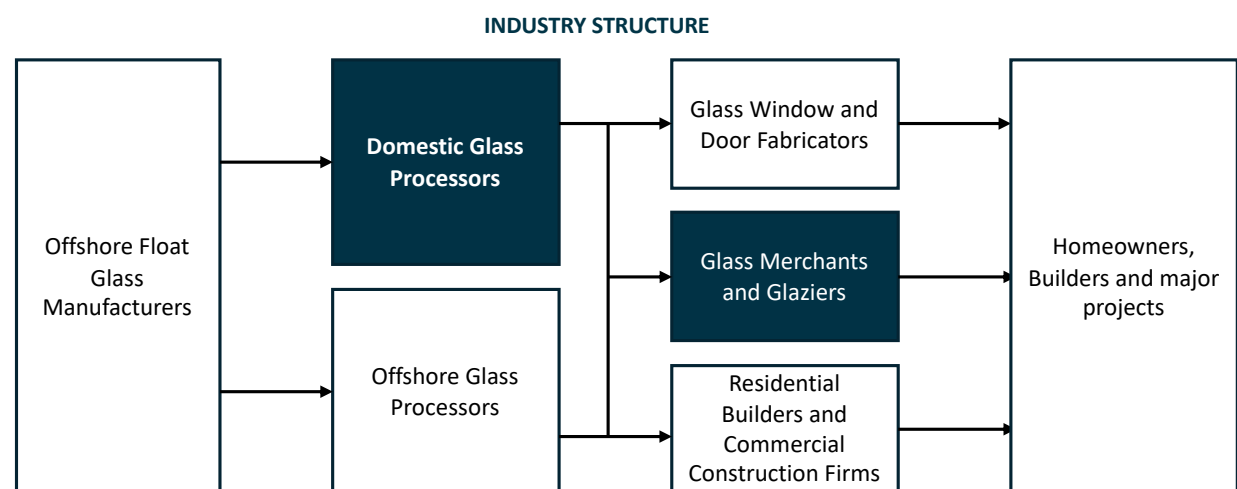 INDUSTRY STRUCTURE
Offshore Float
Glass
Manufacturers
Domestic Glass
Processors
Offshore Glass
Processors
Glass Window and
Door Fabricators
Glass Merchants
and Glaziers
Residential
Builders and
Commercial
Construction Firms
Homeowners,
Builders and major
projects